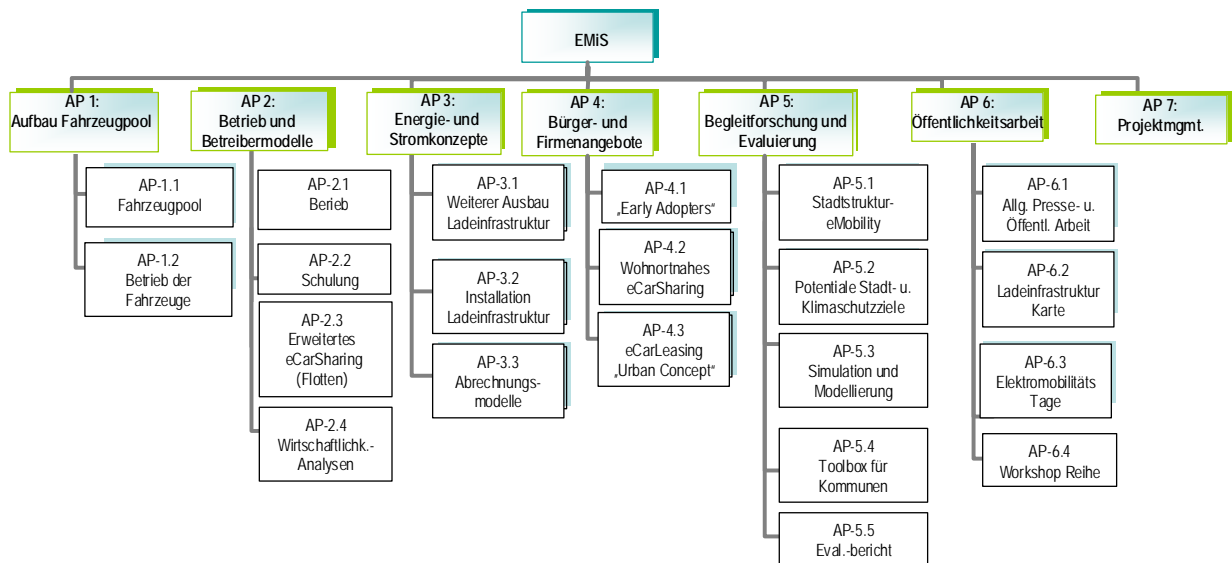 EMiS
AP 1:
Aufbau Fahrzeugpool
AP 2:
Betrieb und
Betreibermodelle
AP 3:
Energie- und
Stromkonzepte
AP 4:
Bürger- und
Firmenangebote
AP 5:
Begleitforschung und
Evaluierung
AP 6:
Öffentlichkeitsarbeit
AP 7:
Projektmgmt.
AP-1.1
Fahrzeugpool
AP-1.2
Betrieb der
Fahrzeuge
AP-2.1
Berieb
AP-2.2
Schulung
AP-2.3
Erweitertes
eCarSharing
(Flotten)
AP-2.4
Wirtschaftlichk.-
Analysen
AP-3.1
Weiterer Ausbau
Ladeinfrastruktur
AP-3.2
Installation
Ladeinfrastruktur
AP-3.3
Abrechnungs-
modelle
AP-4.1
„Early Adopters“
AP-4.2
Wohnortnahes
eCarSharing
AP-4.3
eCarLeasing
„Urban Concept“
AP-5.1
Stadtstruktur-
eMobility
AP-5.2
Potentiale Stadt- u.
Klimaschutzziele
AP-5.3
Simulation und
Modellierung
AP-5.4
Toolbox für
Kommunen
AP-5.5
Eval.-bericht
AP-6.1
Allg. Presse- u.
Öffentl. Arbeit
AP-6.2
Ladeinfrastruktur
Karte
AP-6.3
Elektromobilitäts
Tage
AP-6.4
Workshop Reihe